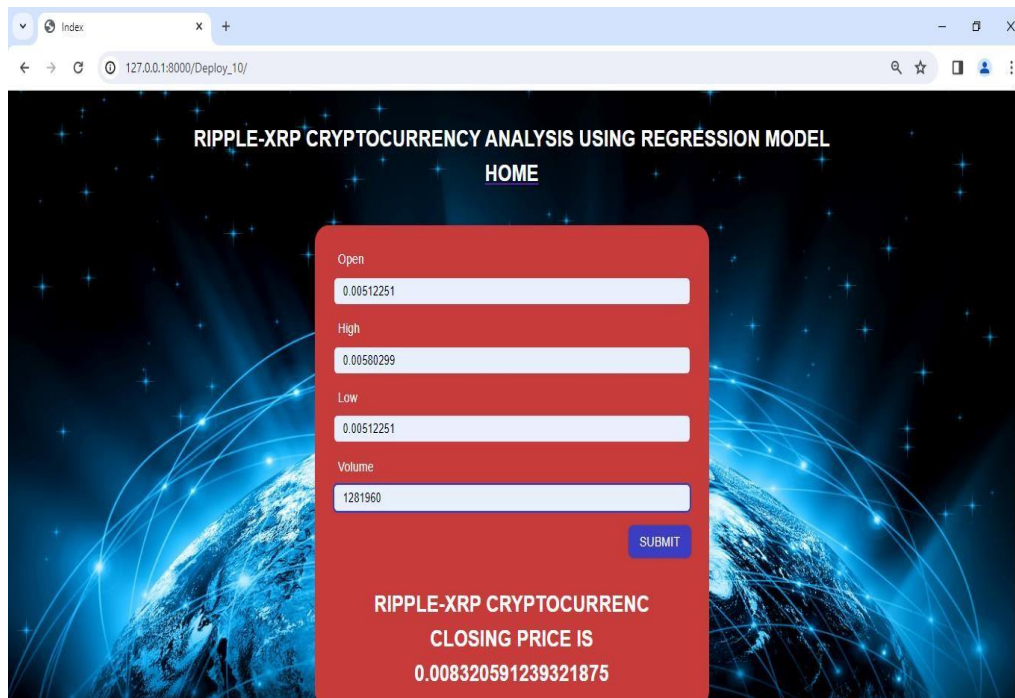 Index
127.0.0.1:8000/Deploy_10/
RIPPLE-XRP CRYPTOCURRENCY ANALYSIS USING REGRESSION MODEL
HOME
Open
0.00512251
High
0.00580299
Low
0.00512251
Volume
1281960
SUBMIT
RIPPLE-XRP CRYPTOCURRENC
CLOSING PRICE IS
0.008320591239321875